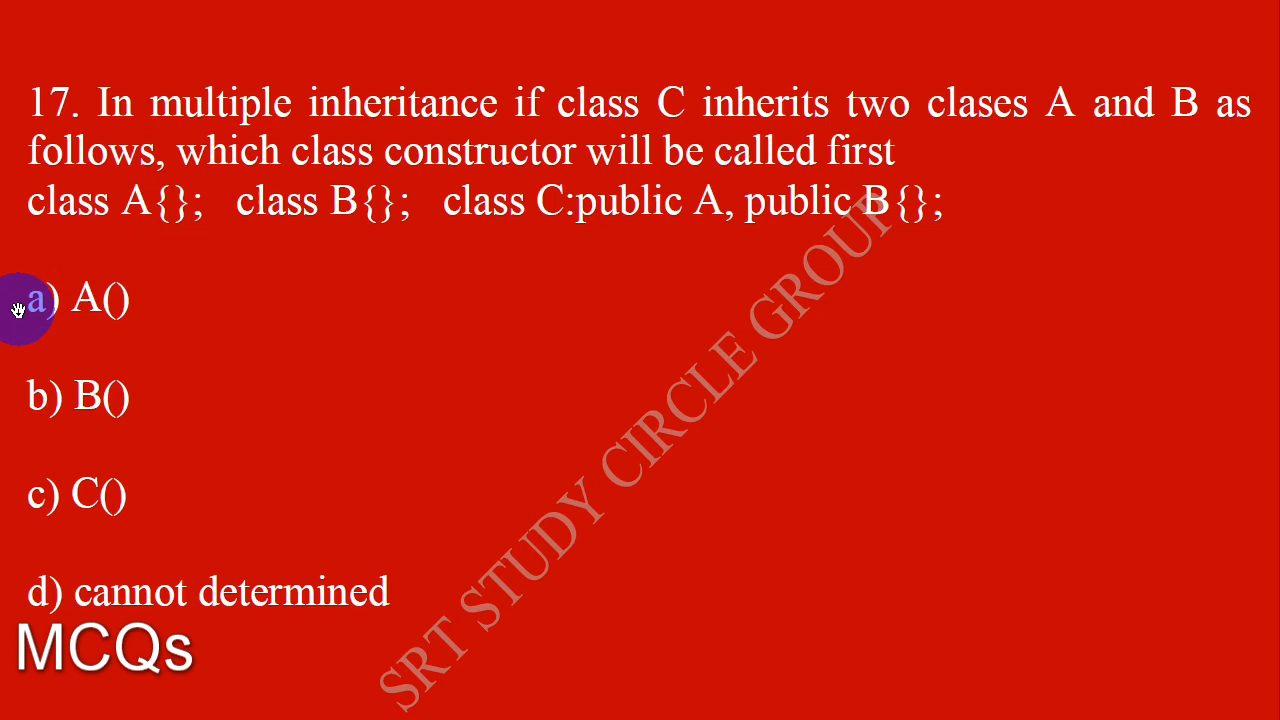 17. In multiple inheritance if class C inherits two clases A and B as
follows, which class constructor will be called first
class A{}; class B{}; class C:public A, public B{};
a) A()
b) B()
c) C()
d) cannot determined
MCQs
SRT STUDY CIRCLE GROUP